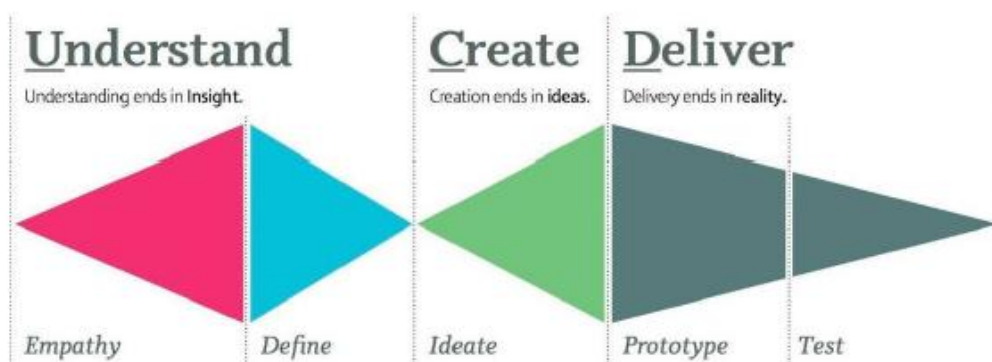 Understand
Understanding ends in Insight.
Create
Creation ends in ideas.
Deliver
Delivery ends in reality.
Empathy
Define
Ideate
Prototype
Test